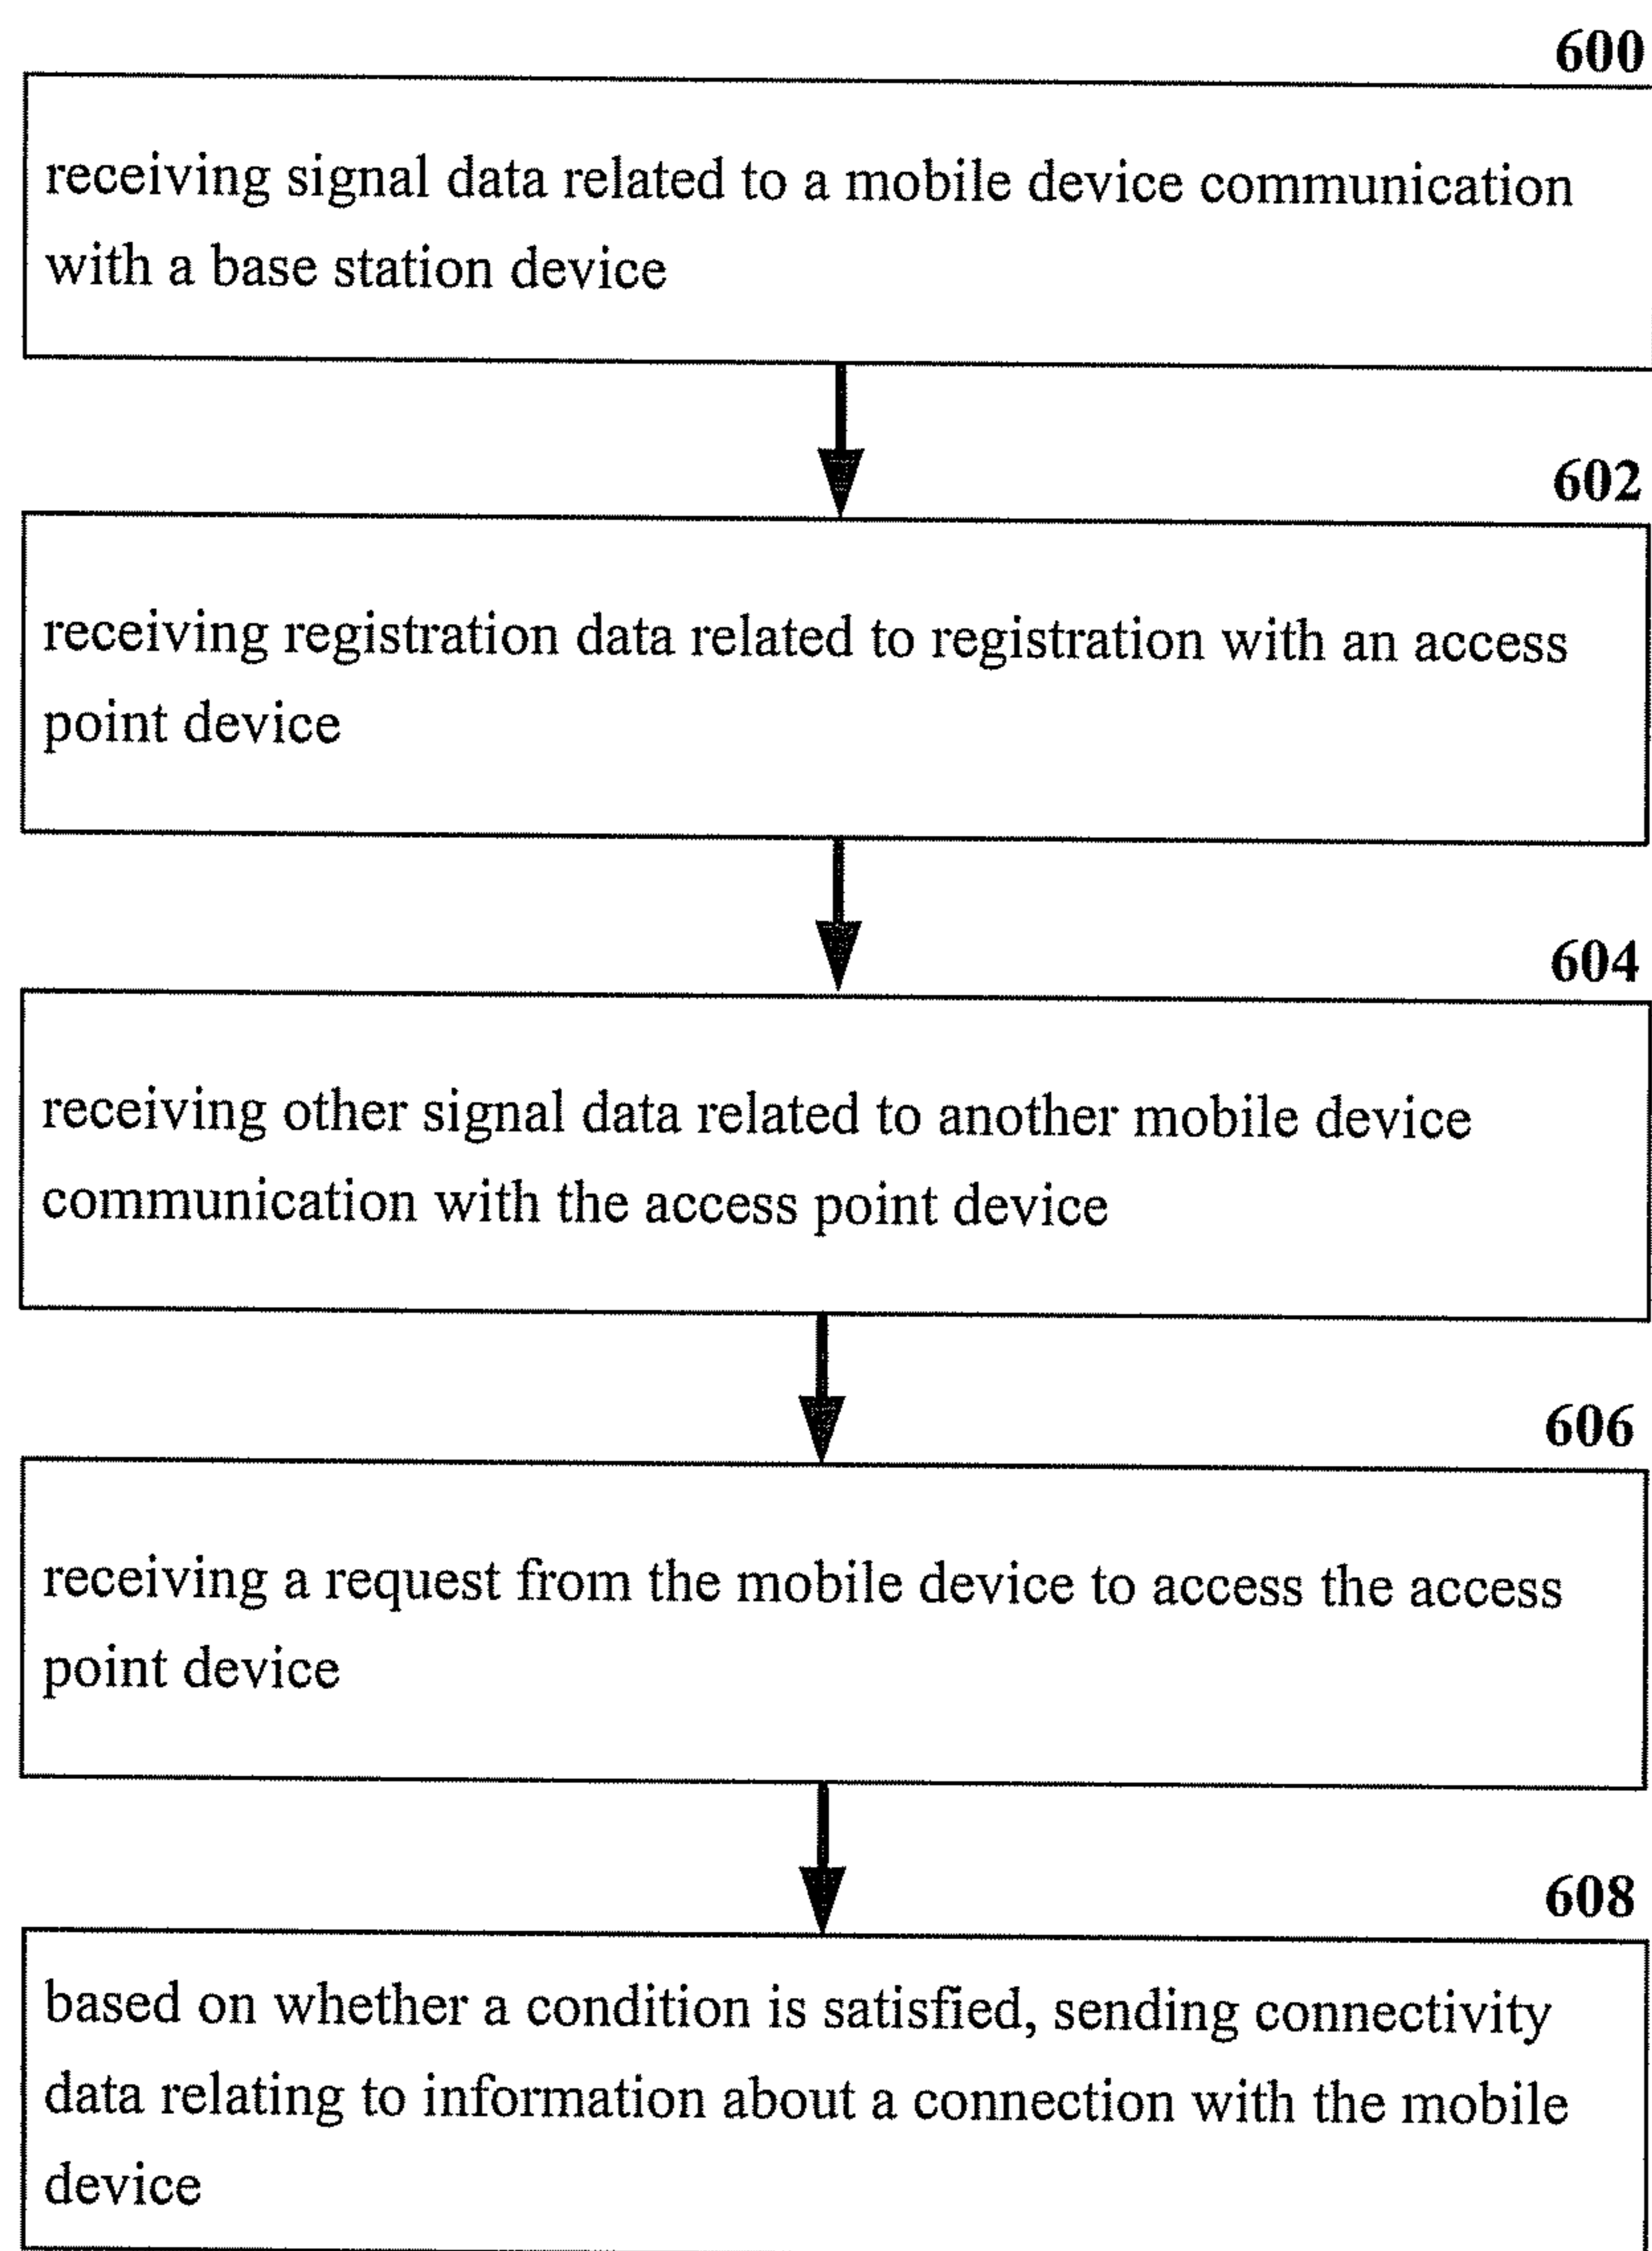 600
receiving signal data related to a mobile device communication
with a base station device
602
receiving registration data related to registration with an access
point device
604
receiving other signal data related to another mobile device
communication with the access point device
606
receiving a request from the mobile device to access the access
point device
608
based on whether a condition is satisfied, sending connectivity
data relating to information about a connection with the mobile
device